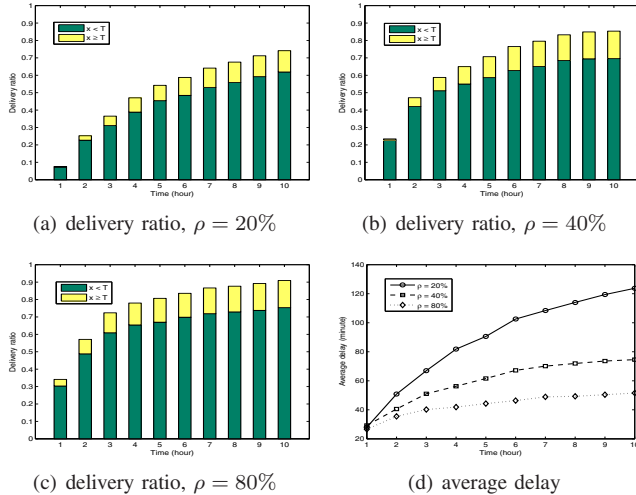 1
0.9
0.8
0.7
0.6
0.5
0.4
0.3
0.2
0.1
0
Delivery ratio
x < T
x ≥ T
1 2 3 4 5 6 7 8 9 10
Time (hour)
(a) delivery ratio, ρ = 20%
1
0.9
0.8
0.7
0.6
0.5
0.4
0.3
0.2
0.1
0
Delivery ratio
x < T
x ≥ T
1 2 3 4 5 6 7 8 9 10
Time (hour)
(b) delivery ratio, ρ = 40%
1
0.9
0.8
0.7
0.6
0.5
0.4
0.3
0.2
0.1
0
Delivery ratio
x < T
x ≥ T
1 2 3 4 5 6 7 8 9 10
Time (hour)
(c) delivery ratio, ρ = 80%
140
120
100
80
60
40
20
Average delay (minute)
ρ = 20%
ρ = 40%
ρ = 80%
1 2 3 4 5 6 7 8 9 10
Time (hour)
(d) average delay